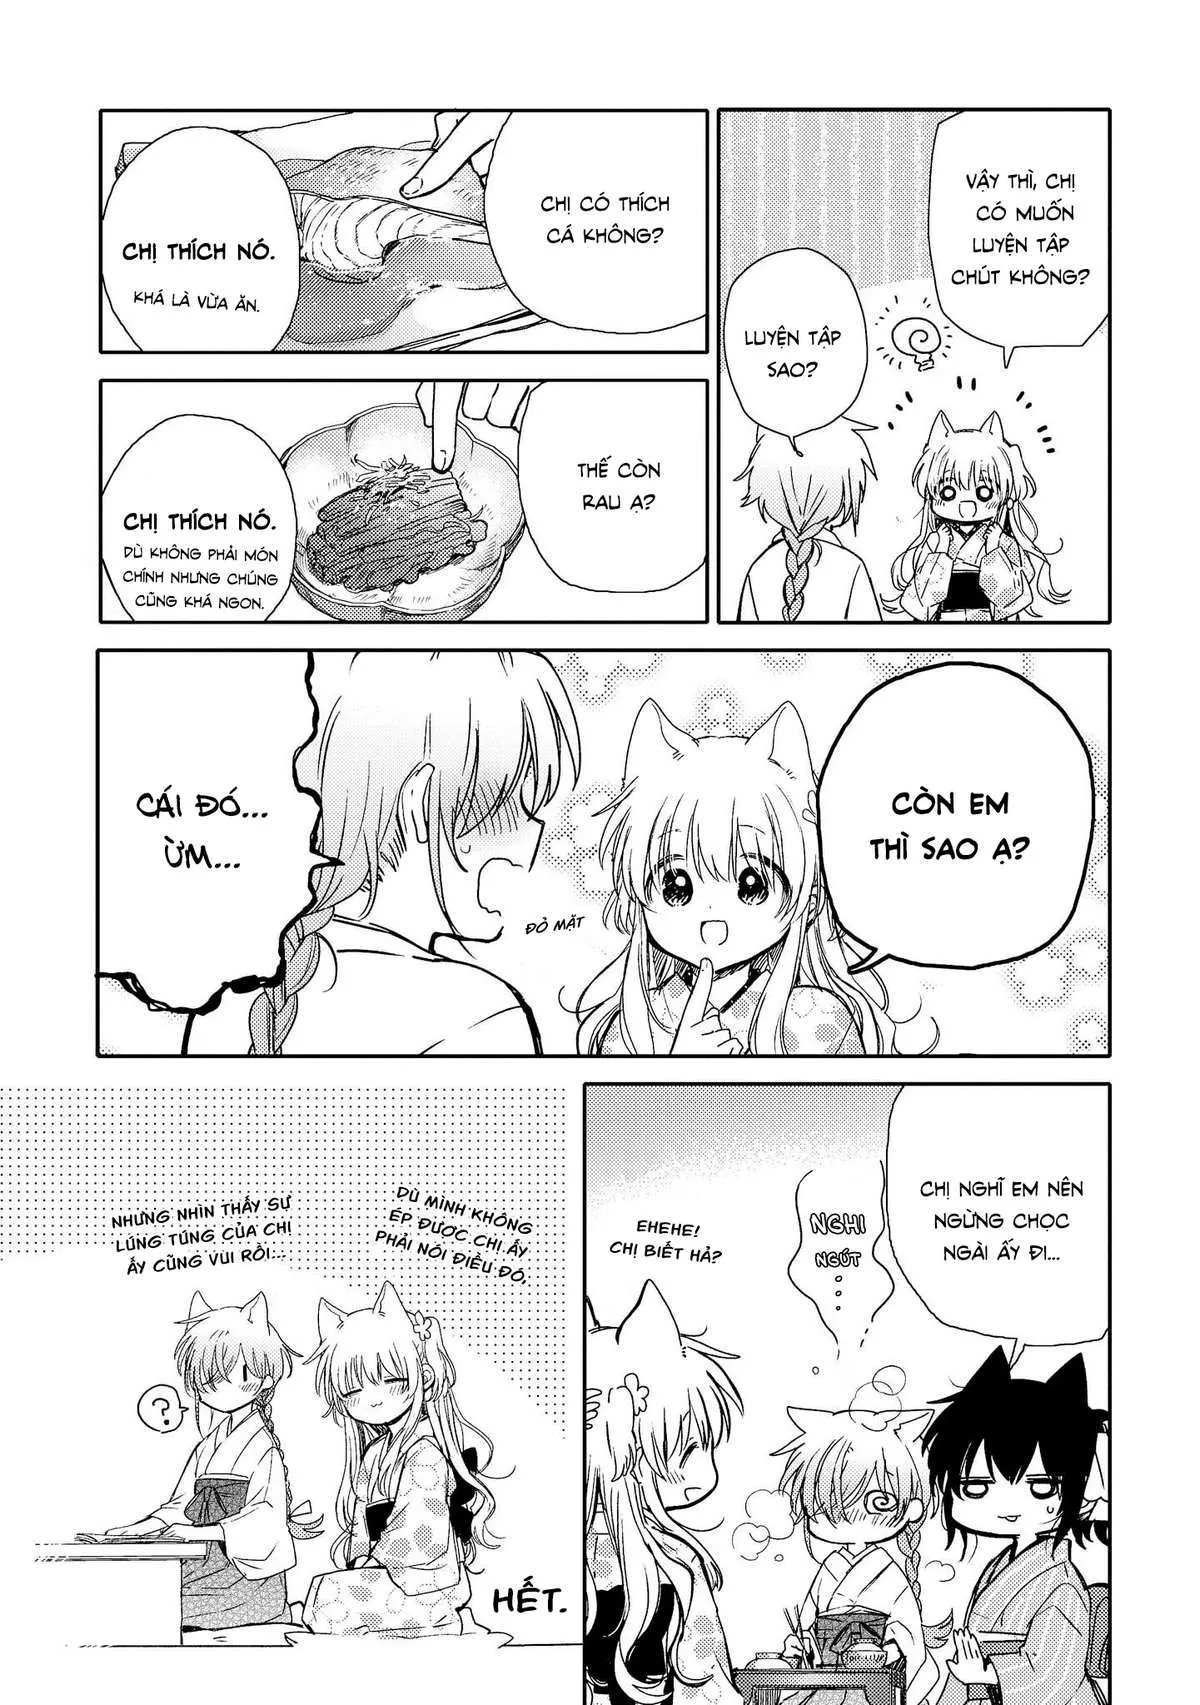 VẬY THÌ, CHỊ
CÓ MUỐN
LUYỆN TẬP
CHÚT KHÔNG?
LUYỆN TẬP
SAO?
CHỊ CÓ THÍCH
CÁ KHÔNG?
CHỊ THÍCH NÓ.
KHÁ LÀ VỪA ĂN.
THẾ CÒN
RAU Ạ?
CHỊ THÍCH NÓ.
DÙ KHÔNG PHẢI MÓN
CHÍNH NHƯNG CHÚNG
CŨNG KHÁ NGON.
CÒN EM
THÌ SAO Ạ?
ĐỎ MẶT
CÁI ĐÓ...
ỪM...
CHỊ NGHĨ EM NÊN
NGỪNG CHỌC
NGÀI ẤY ĐI...
NGHI
NGÚT
EHEHE!
CHỊ BIẾT HẢ?
DÙ MÌNH KHÔNG
ÉP ĐƯỢC CHỊ ẤY
PHẢI NÓI ĐIỀU ĐÓ,
NHƯNG NHÌN THẤY SỰ
LÚNG TÚNG CỦA CHỊ
ẤY CŨNG VUI RỒI...
?
HẾT.